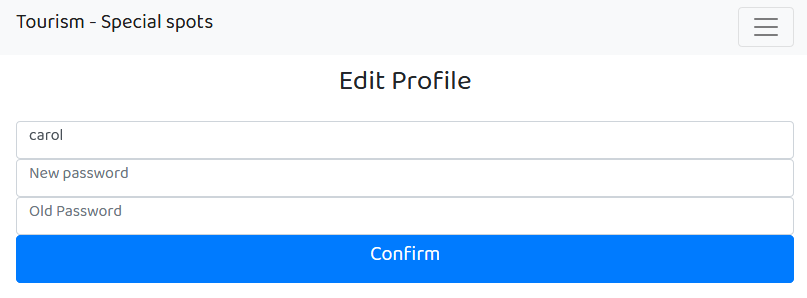 Tourism - Special spots
Edit Profile
carol
New password
Old Password
Confirm